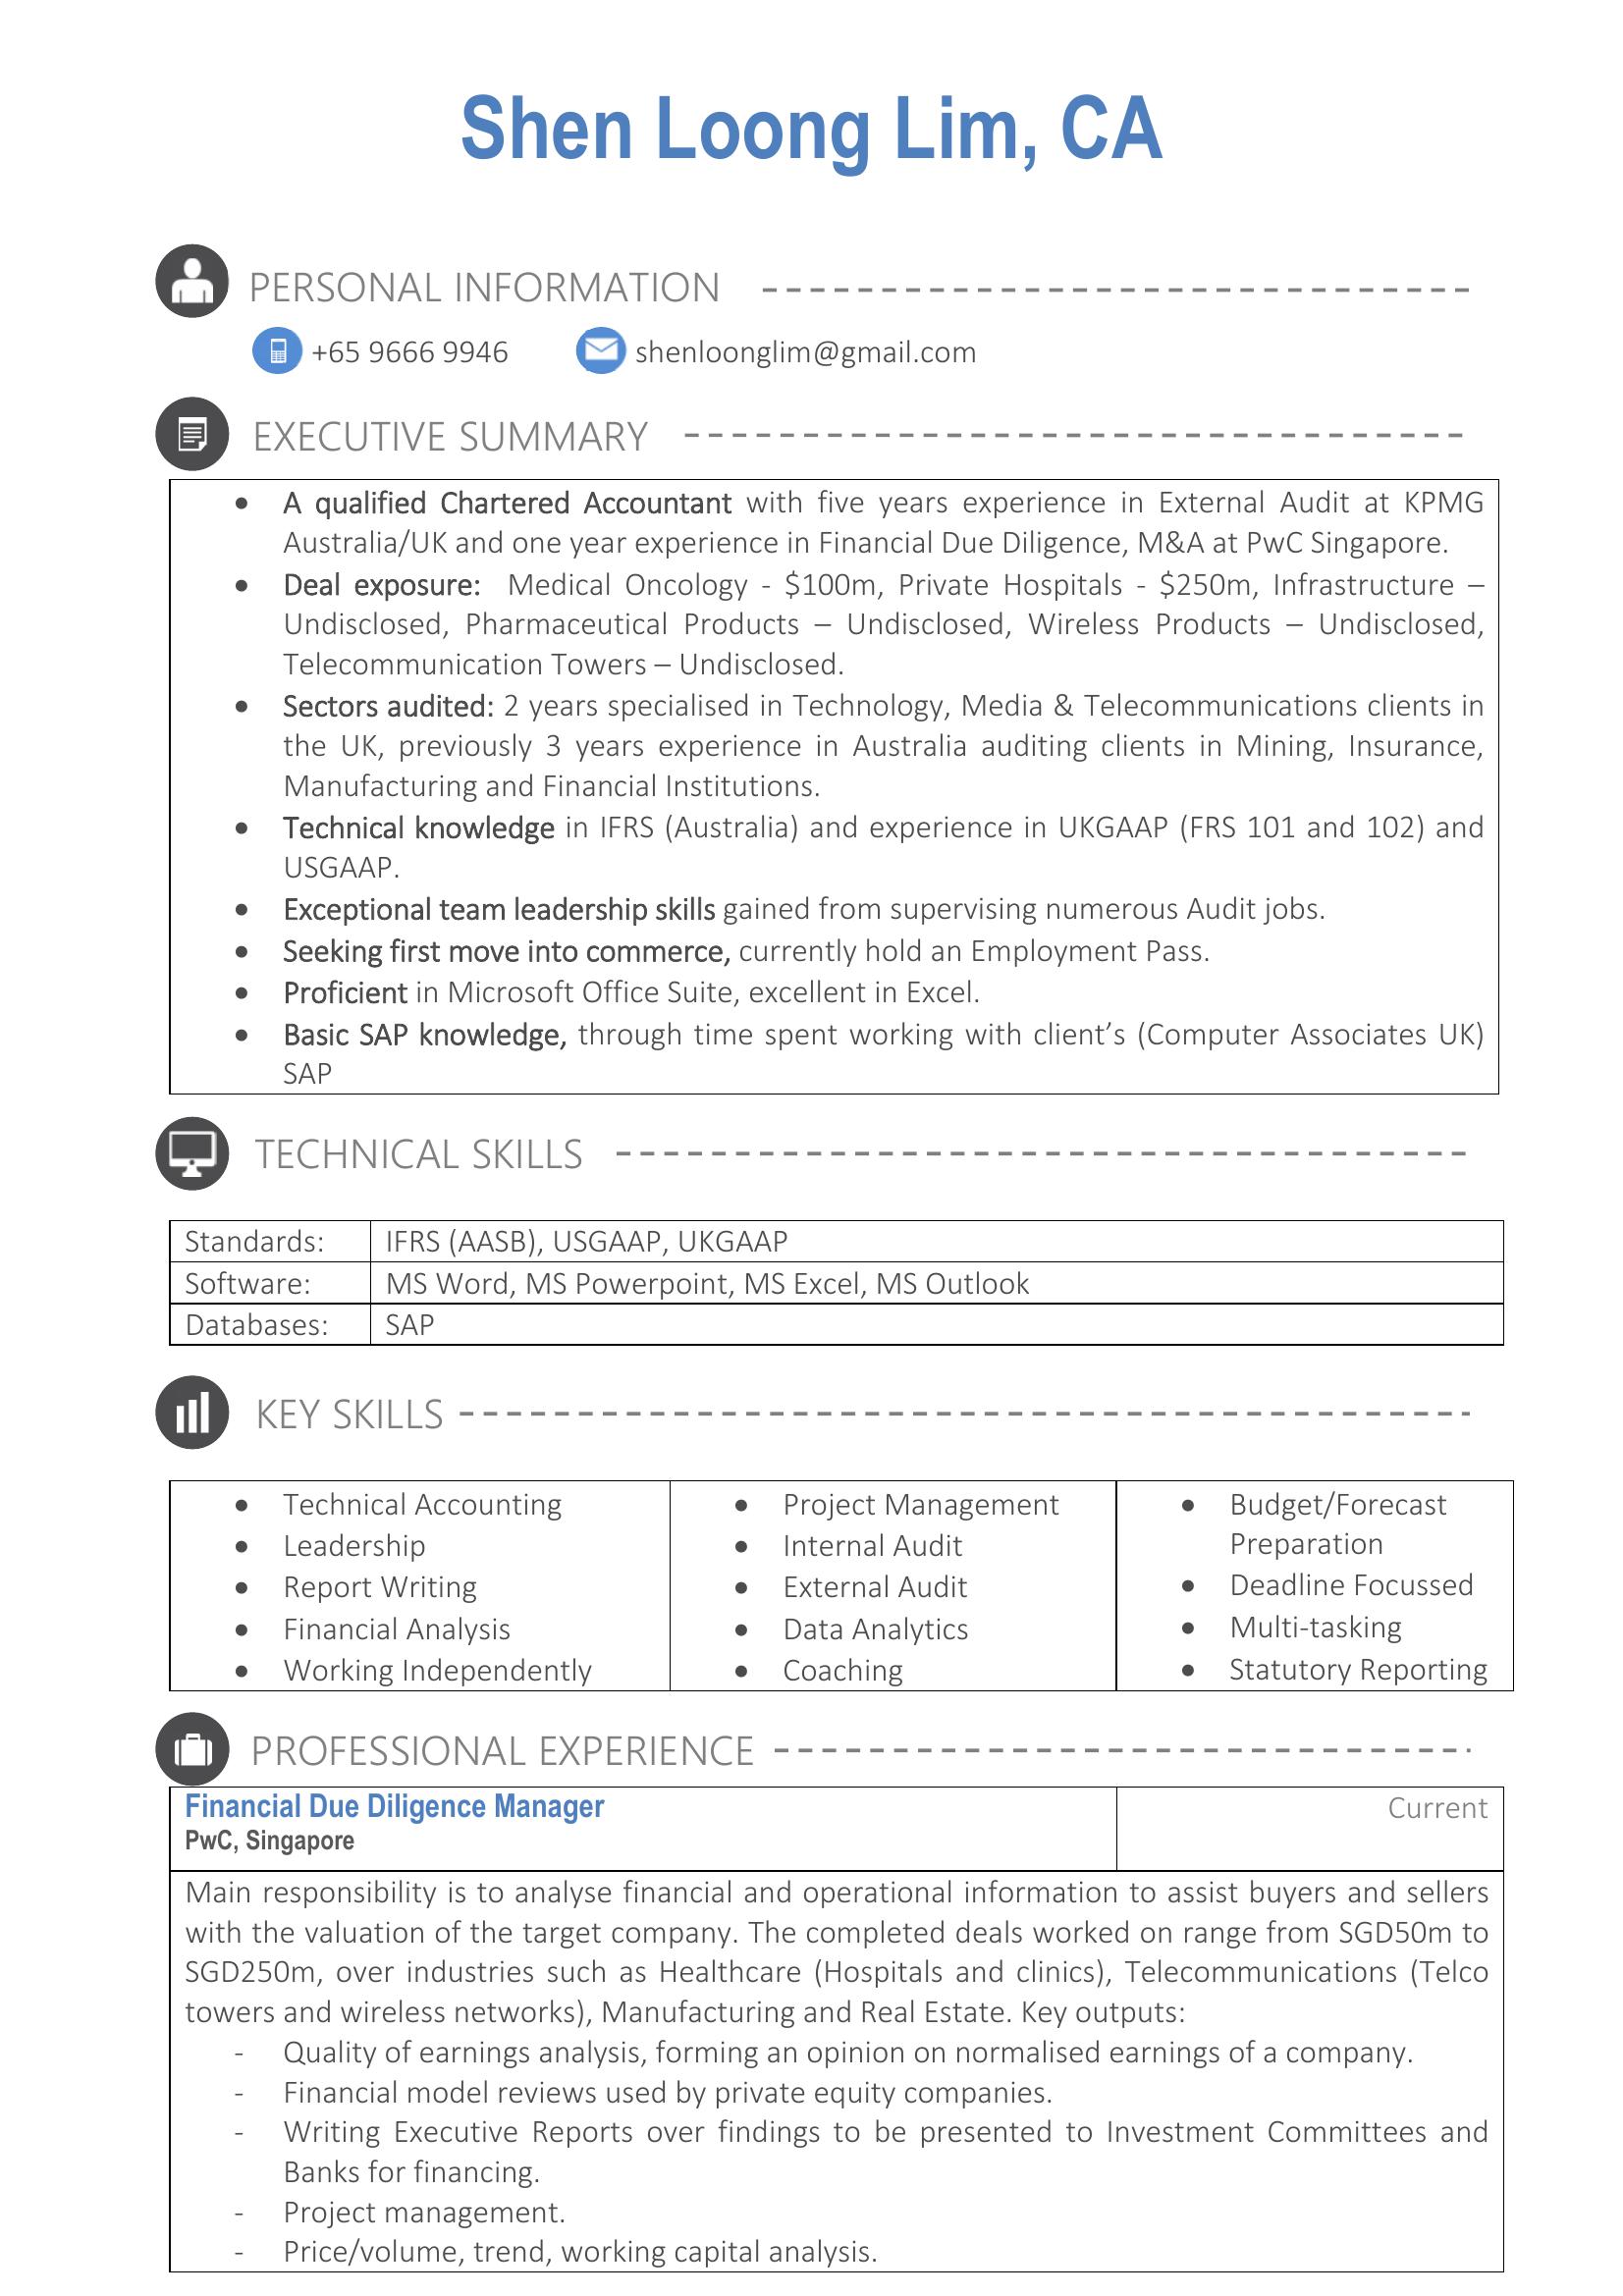 Shen Loong Lim, CA
PERSONAL INFORMATION
+65 9666 9946 shenloonglim@gmail.com
EXECUTIVE SUMMARY
• A qualified Chartered Accountant with five years experience in External Audit at KPMG
Australia/UK and one year experience in Financial Due Diligence, M&A at PwC Singapore.
• Deal exposure: Medical Oncology - $100m, Private Hospitals - $250m, Infrastructure –
Undisclosed, Pharmaceutical Products – Undisclosed, Wireless Products – Undisclosed,
Telecommunication Towers – Undisclosed.
• Sectors audited: 2 years specialised in Technology, Media & Telecommunications clients in
the UK, previously 3 years experience in Australia auditing clients in Mining, Insurance,
Manufacturing and Financial Institutions.
• Technical knowledge in IFRS (Australia) and experience in UKGAAP (FRS 101 and 102) and
USGAAP.
• Exceptional team leadership skills gained from supervising numerous Audit jobs.
• Seeking first move into commerce, currently hold an Employment Pass.
• Proficient in Microsoft Office Suite, excellent in Excel.
• Basic SAP knowledge, through time spent working with client’s (Computer Associates UK)
SAP
TECHNICAL SKILLS
Standards: IFRS (AASB), USGAAP, UKGAAP
Software: MS Word, MS Powerpoint, MS Excel, MS Outlook
Databases: SAP
KEY SKILLS
• Technical Accounting
• Leadership
• Report Writing
• Financial Analysis
• Working Independently
• Project Management
• Internal Audit
• External Audit
• Data Analytics
• Coaching
• Budget/Forecast
Preparation
• Deadline Focussed
• Multi-tasking
• Statutory Reporting
PROFESSIONAL EXPERIENCE
Financial Due Diligence Manager Current
PwC, Singapore
Main responsibility is to analyse financial and operational information to assist buyers and sellers
with the valuation of the target company. The completed deals worked on range from SGD50m to
SGD250m, over industries such as Healthcare (Hospitals and clinics), Telecommunications (Telco
towers and wireless networks), Manufacturing and Real Estate. Key outputs:
- Quality of earnings analysis, forming an opinion on normalised earnings of a company.
- Financial model reviews used by private equity companies.
- Writing Executive Reports over findings to be presented to Investment Committees and
Banks for financing.
- Project management.
- Price/volume, trend, working capital analysis.